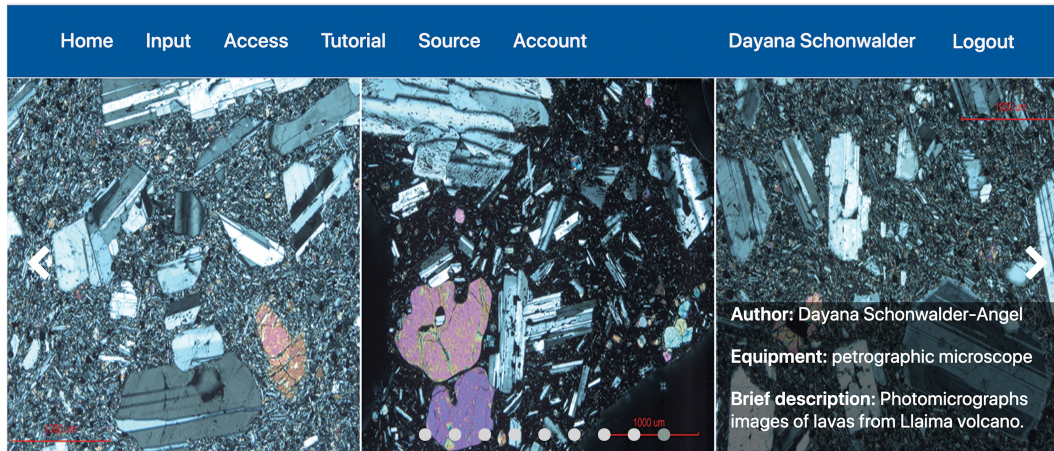 Home Input Access Tutorial Source Account Dayana Schonwalder Logout
1000 um
Author: Dayana Schonwalder-Angel
Equipment: petrographic microscope
Brief description: Photomicrographs
images of lavas from Llaima volcano.